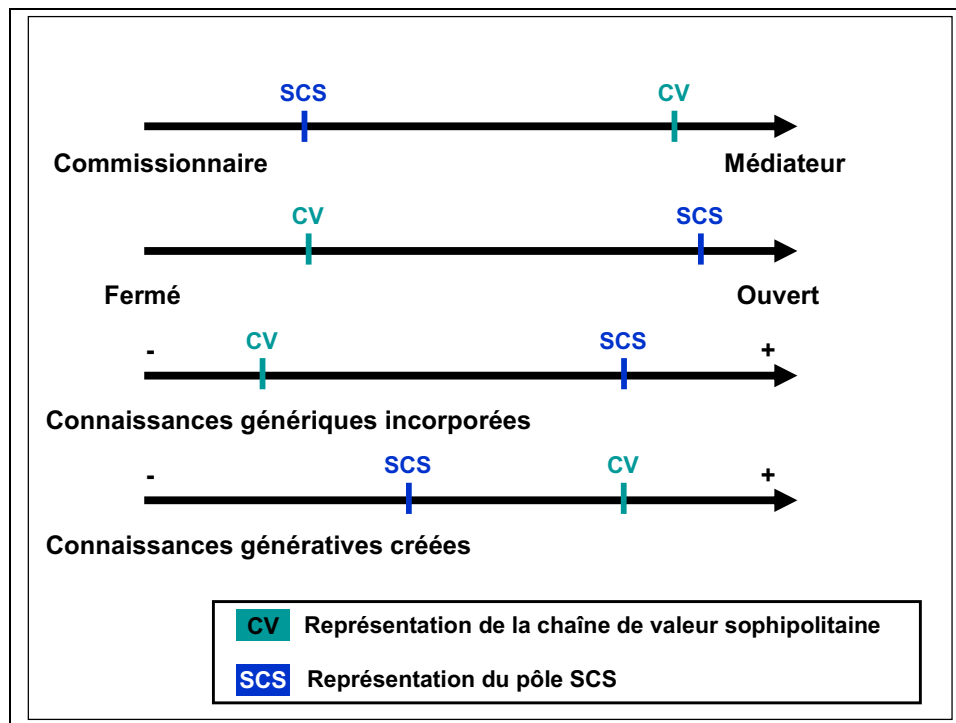 SCS CV
Commissionnaire Médiateur
CV SCS
Fermé Ouvert
- CV SCS +
Connaissances génériques incorporées
- SCS CV +
Connaissances génératives créées
CV Représentation de la chaîne de valeur sophipolitaine
SCS Représentation du pôle SCS